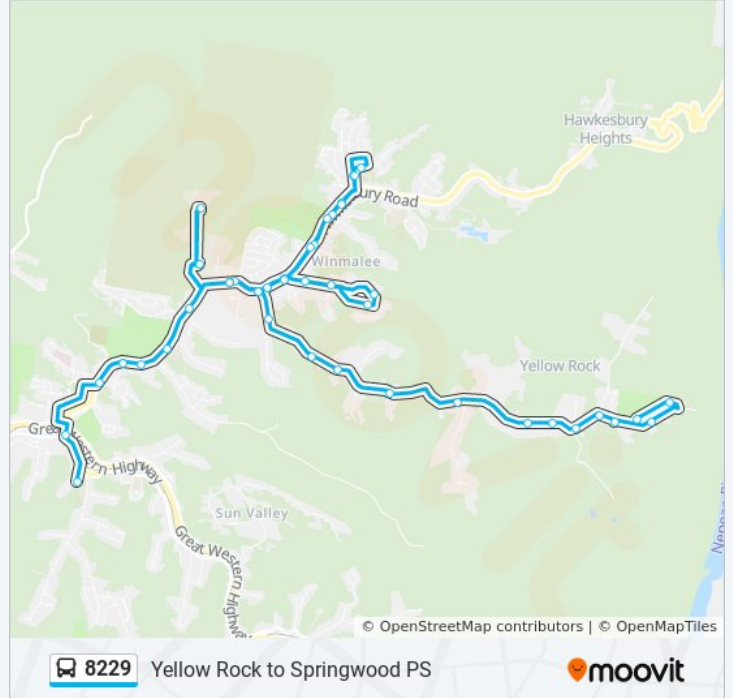 Hawkesbury
Heights
ury Road
Winmalee
Yellow Rock
Great Western Highway
Sun Valley
Great Western Highway
Nepean
© OpenStreetMap contributors | © OpenMapTiles
8229 Yellow Rock to Springwood PS
moovit